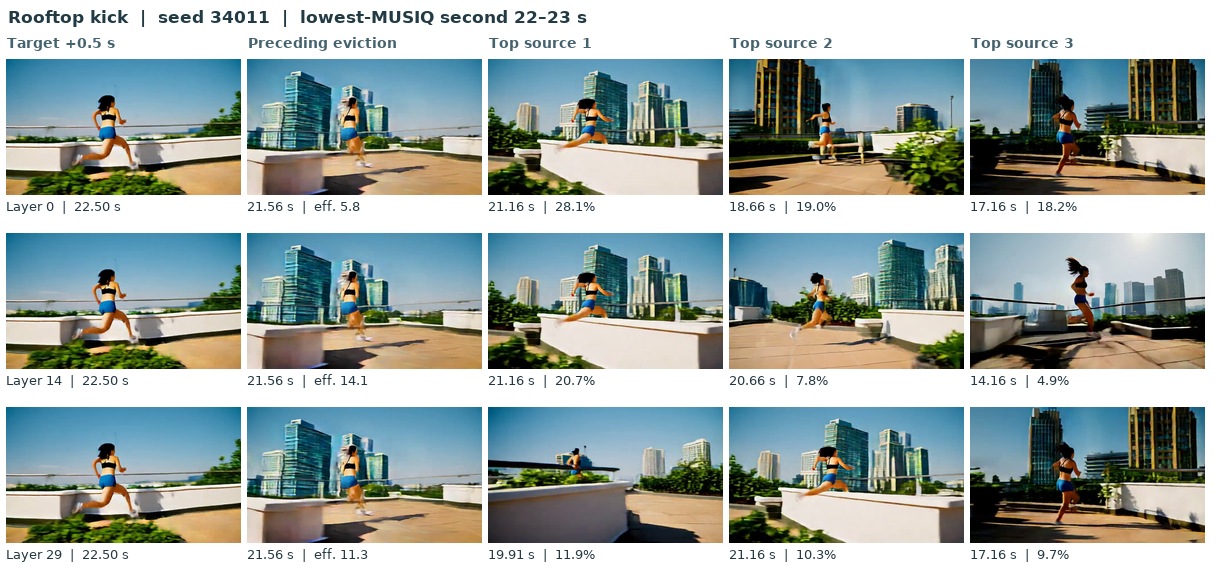 Rooftop kick | seed 34011 | lowest-MUSIQ second 22–23 s
Target +0.5 s Preceding eviction Top source 1 Top source 2 Top source 3
Layer 0 | 22.50 s 21.56 s | eff. 5.8 21.16 s | 28.1% 18.66 s | 19.0% 17.16 s | 18.2%
Layer 14 | 22.50 s 21.56 s | eff. 14.1 21.16 s | 20.7% 20.66 s | 7.8% 14.16 s | 4.9%
Layer 29 | 22.50 s 21.56 s | eff. 11.3 19.91 s | 11.9% 21.16 s | 10.3% 17.16 s | 9.7%